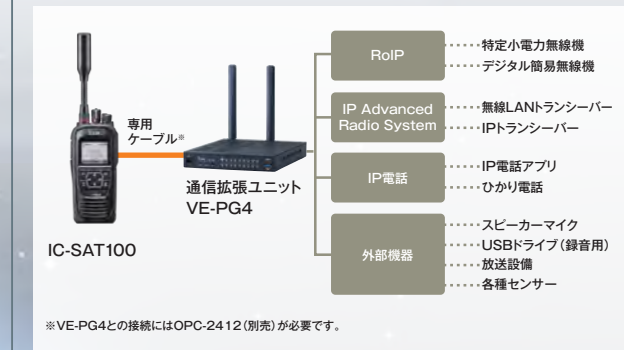 専用
ケーブル※
IC-SAT100
通信拡張ユニット
VE-PG4
RoIP
特定小電力無線機
デジタル簡易無線機
IP Advanced
Radio System
無線LANトランシーバー
IPトランシーバー
IP電話
IP電話アプリ
ひかり電話
外部機器
スピーカーマイク
USBドライブ（録音用）
放送設備
各種センサー
※VE-PG4との接続にはOPC-2412（別売）が必要です。